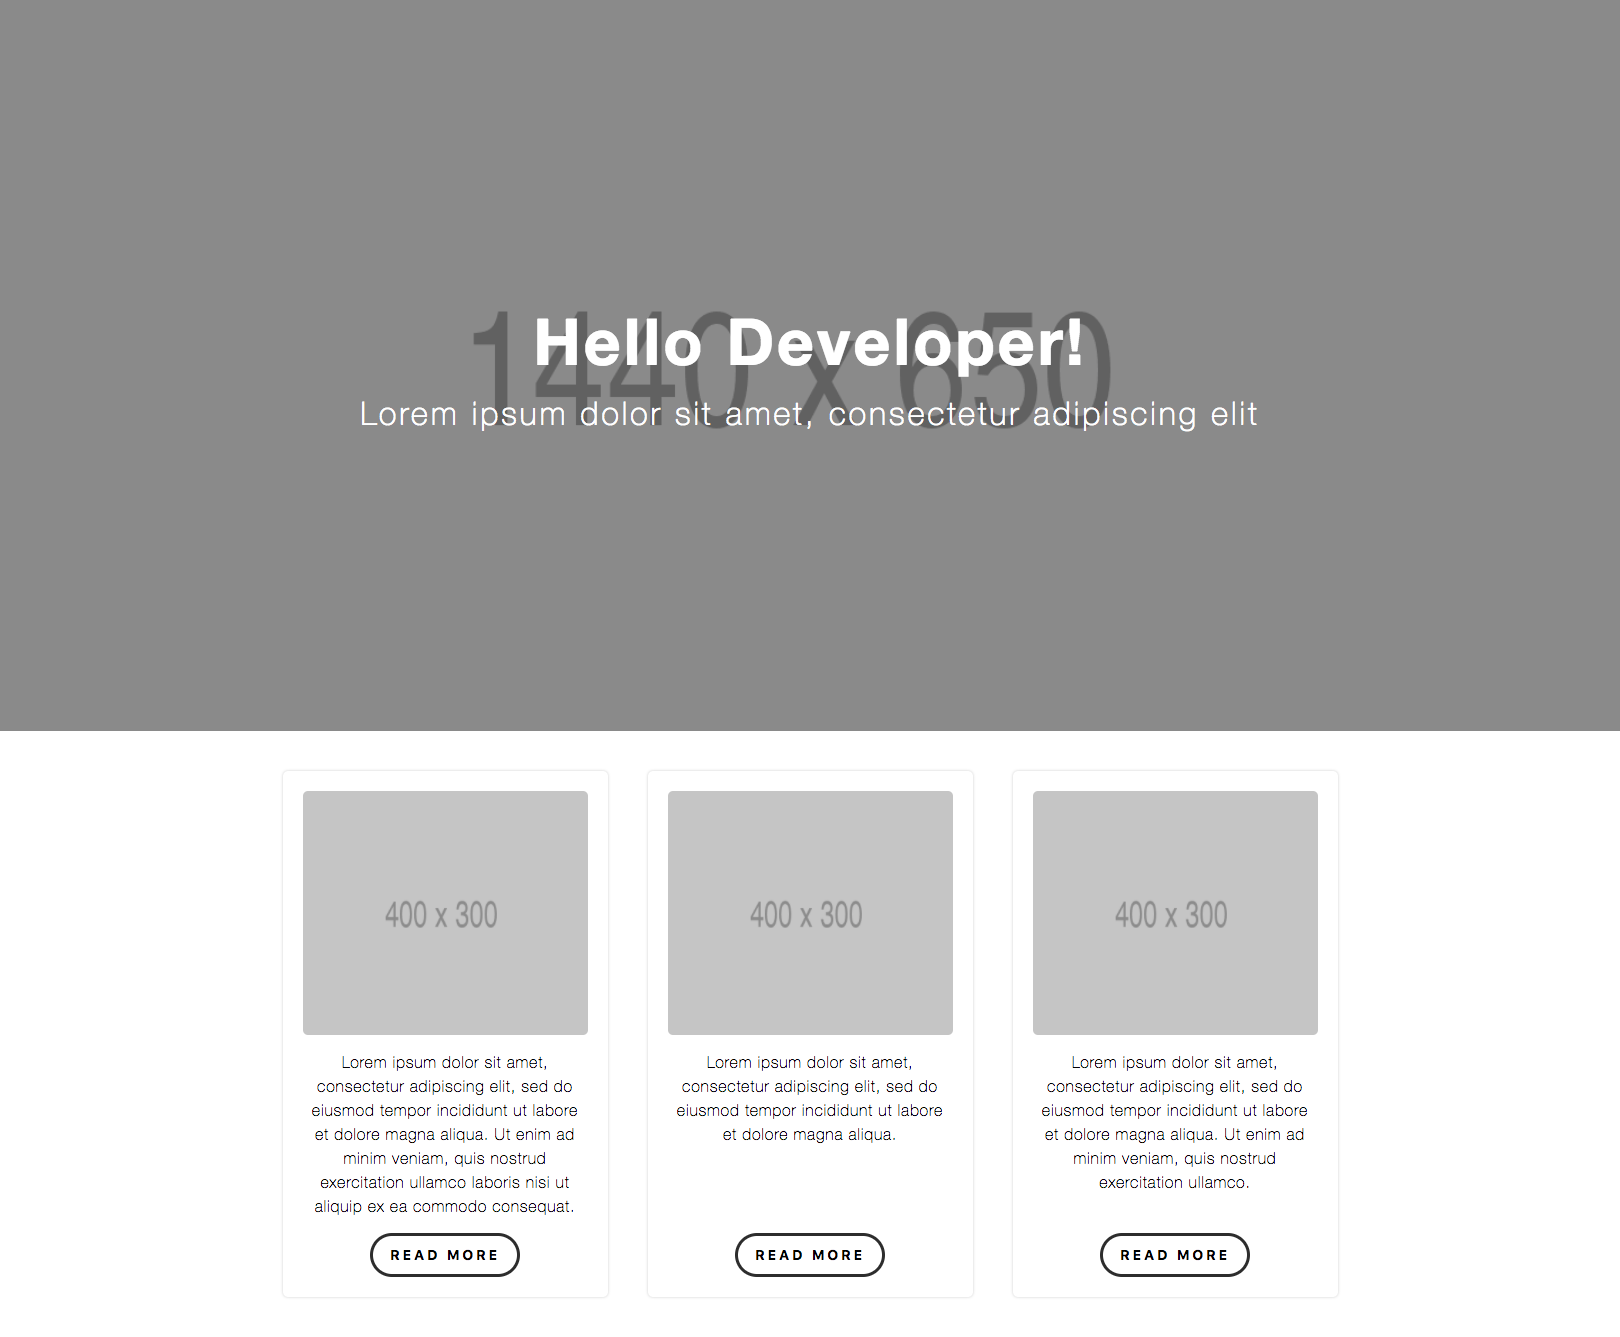 1440 x 650
Hello Developer!
Lorem ipsum dolor sit amet, consectetur adipiscing elit
400 x 300
Lorem ipsum dolor sit amet,
consectetur adipiscing elit, sed do
eiusmod tempor incididunt ut labore
et dolore magna aliqua. Ut enim ad
minim veniam, quis nostrud
exercitation ullamco laboris nisi ut
aliquip ex ea commodo consequat.
READ MORE
400 x 300
Lorem ipsum dolor sit amet,
consectetur adipiscing elit, sed do
eiusmod tempor incididunt ut labore
et dolore magna aliqua.
READ MORE
400 x 300
Lorem ipsum dolor sit amet,
consectetur adipiscing elit, sed do
eiusmod tempor incididunt ut labore
et dolore magna aliqua. Ut enim ad
minim veniam, quis nostrud
exercitation ullamco.
READ MORE